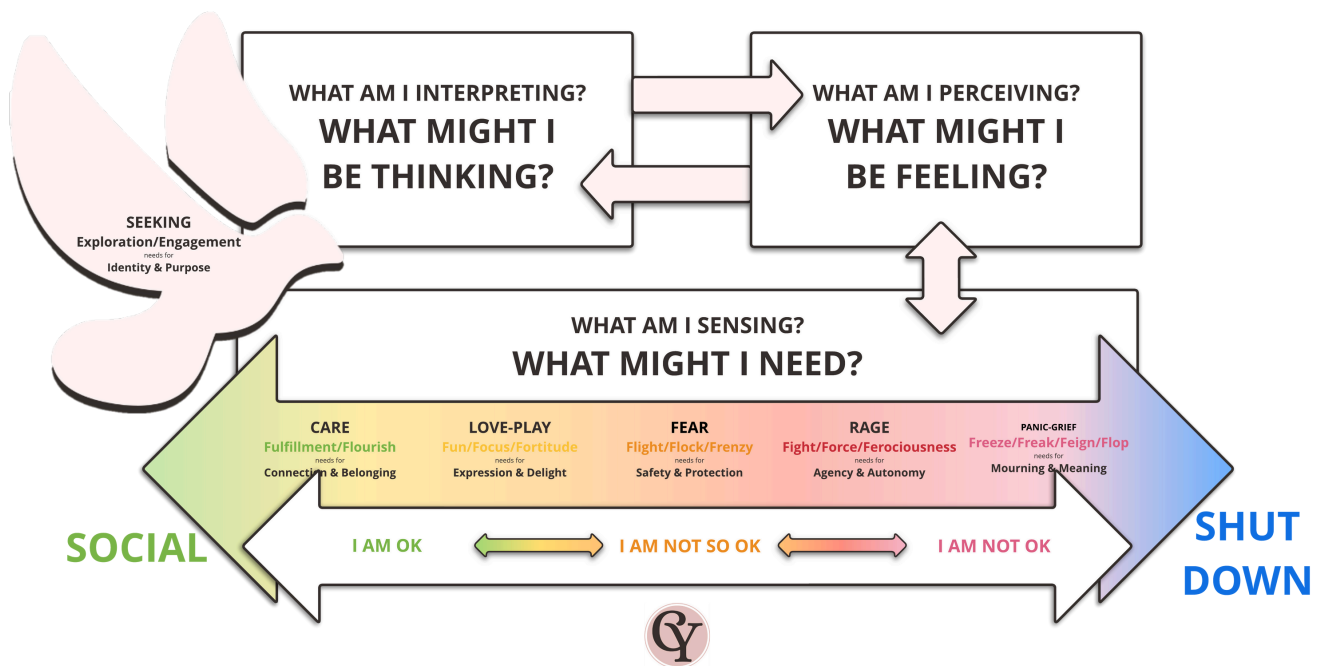 WHAT AM I INTERPRETING?
WHAT MIGHT I
BE THINKING?
WHAT AM I PERCEIVING?
WHAT MIGHT I
BE FEELING?
SEEKING
Exploration/Engagement
needs for
Identity & Purpose
WHAT AM I SENSING?
WHAT MIGHT I NEED?
CARE
Fulfillment/Flourish
needs for
Connection & Belonging
LOVE-PLAY
Fun/Focus/Fortitude
needs for
Expression & Delight
FEAR
Flight/Flock/Frenzy
needs for
Safety & Protection
RAGE
Fight/Force/Ferociousness
needs for
Agency & Autonomy
PANIC-GRIEF
Freeze/Freak/Feign/Flop
needs for
Mourning & Meaning
SOCIAL
I AM OK
I AM NOT SO OK
I AM NOT OK
SHUT
DOWN
CY